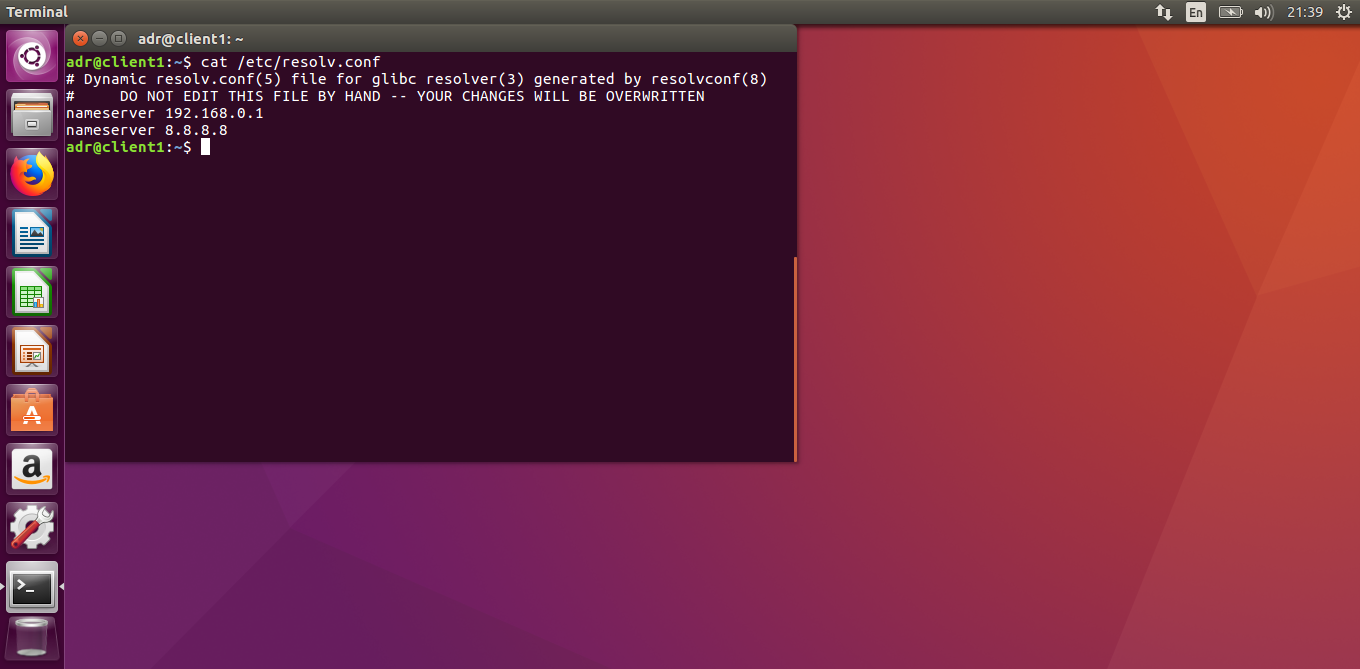 Terminal
En
21:39
adr@client1: ~
adr@client1:~$ cat /etc/resolv.conf
# Dynamic resolv.conf(5) file for glibc resolver(3) generated by resolvconf(8)
#     DO NOT EDIT THIS FILE BY HAND -- YOUR CHANGES WILL BE OVERWRITTEN
nameserver 192.168.0.1
nameserver 8.8.8.8
adr@client1:~$